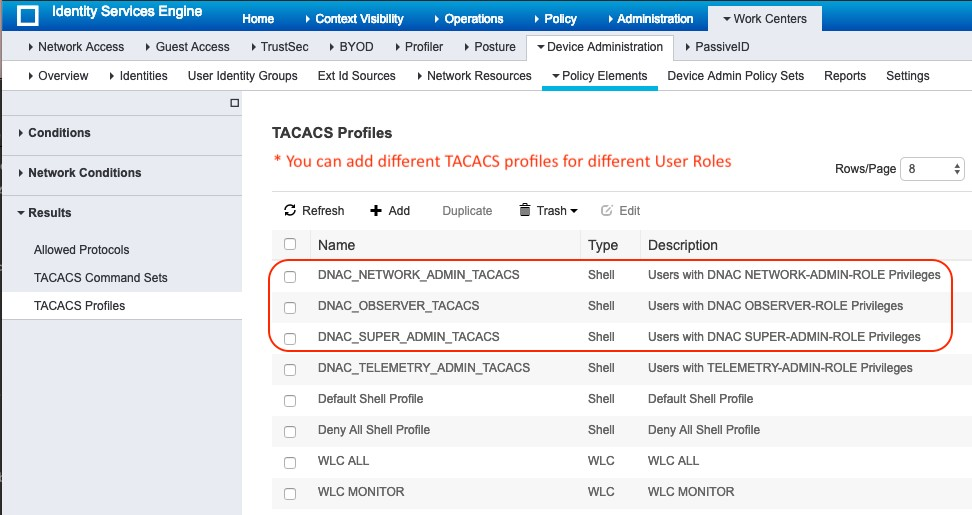 Identity Services Engine
Home Context Visibility Operations Policy Administration Work Centers
Network Access Guest Access TrustSec BYOD Profiler Posture Device Administration PassiveID
Overview Identities User Identity Groups Ext Id Sources Network Resources Policy Elements Device Admin Policy Sets Reports Settings
Conditions
Network Conditions
Results
Allowed Protocols
TACACS Command Sets
TACACS Profiles
TACACS Profiles
* You can add different TACACS profiles for different User Roles
Rows/Page 8
Refresh Add Duplicate Trash Edit
Name Type Description
DNAC_NETWORK_ADMIN_TACACS Shell Users with DNAC NETWORK-ADMIN-ROLE Privileges
DNAC_OBSERVER_TACACS Shell Users with DNAC OBSERVER-ROLE Privileges
DNAC_SUPER_ADMIN_TACACS Shell Users with DNAC SUPER-ADMIN-ROLE Privileges
DNAC_TELEMETRY_ADMIN_TACACS Shell Users with TELEMETRY-ADMIN-ROLE Privileges
Default Shell Profile Shell Default Shell Profile
Deny All Shell Profile Shell Deny All Shell Profile
WLC ALL WLC WLC ALL
WLC MONITOR WLC WLC MONITOR